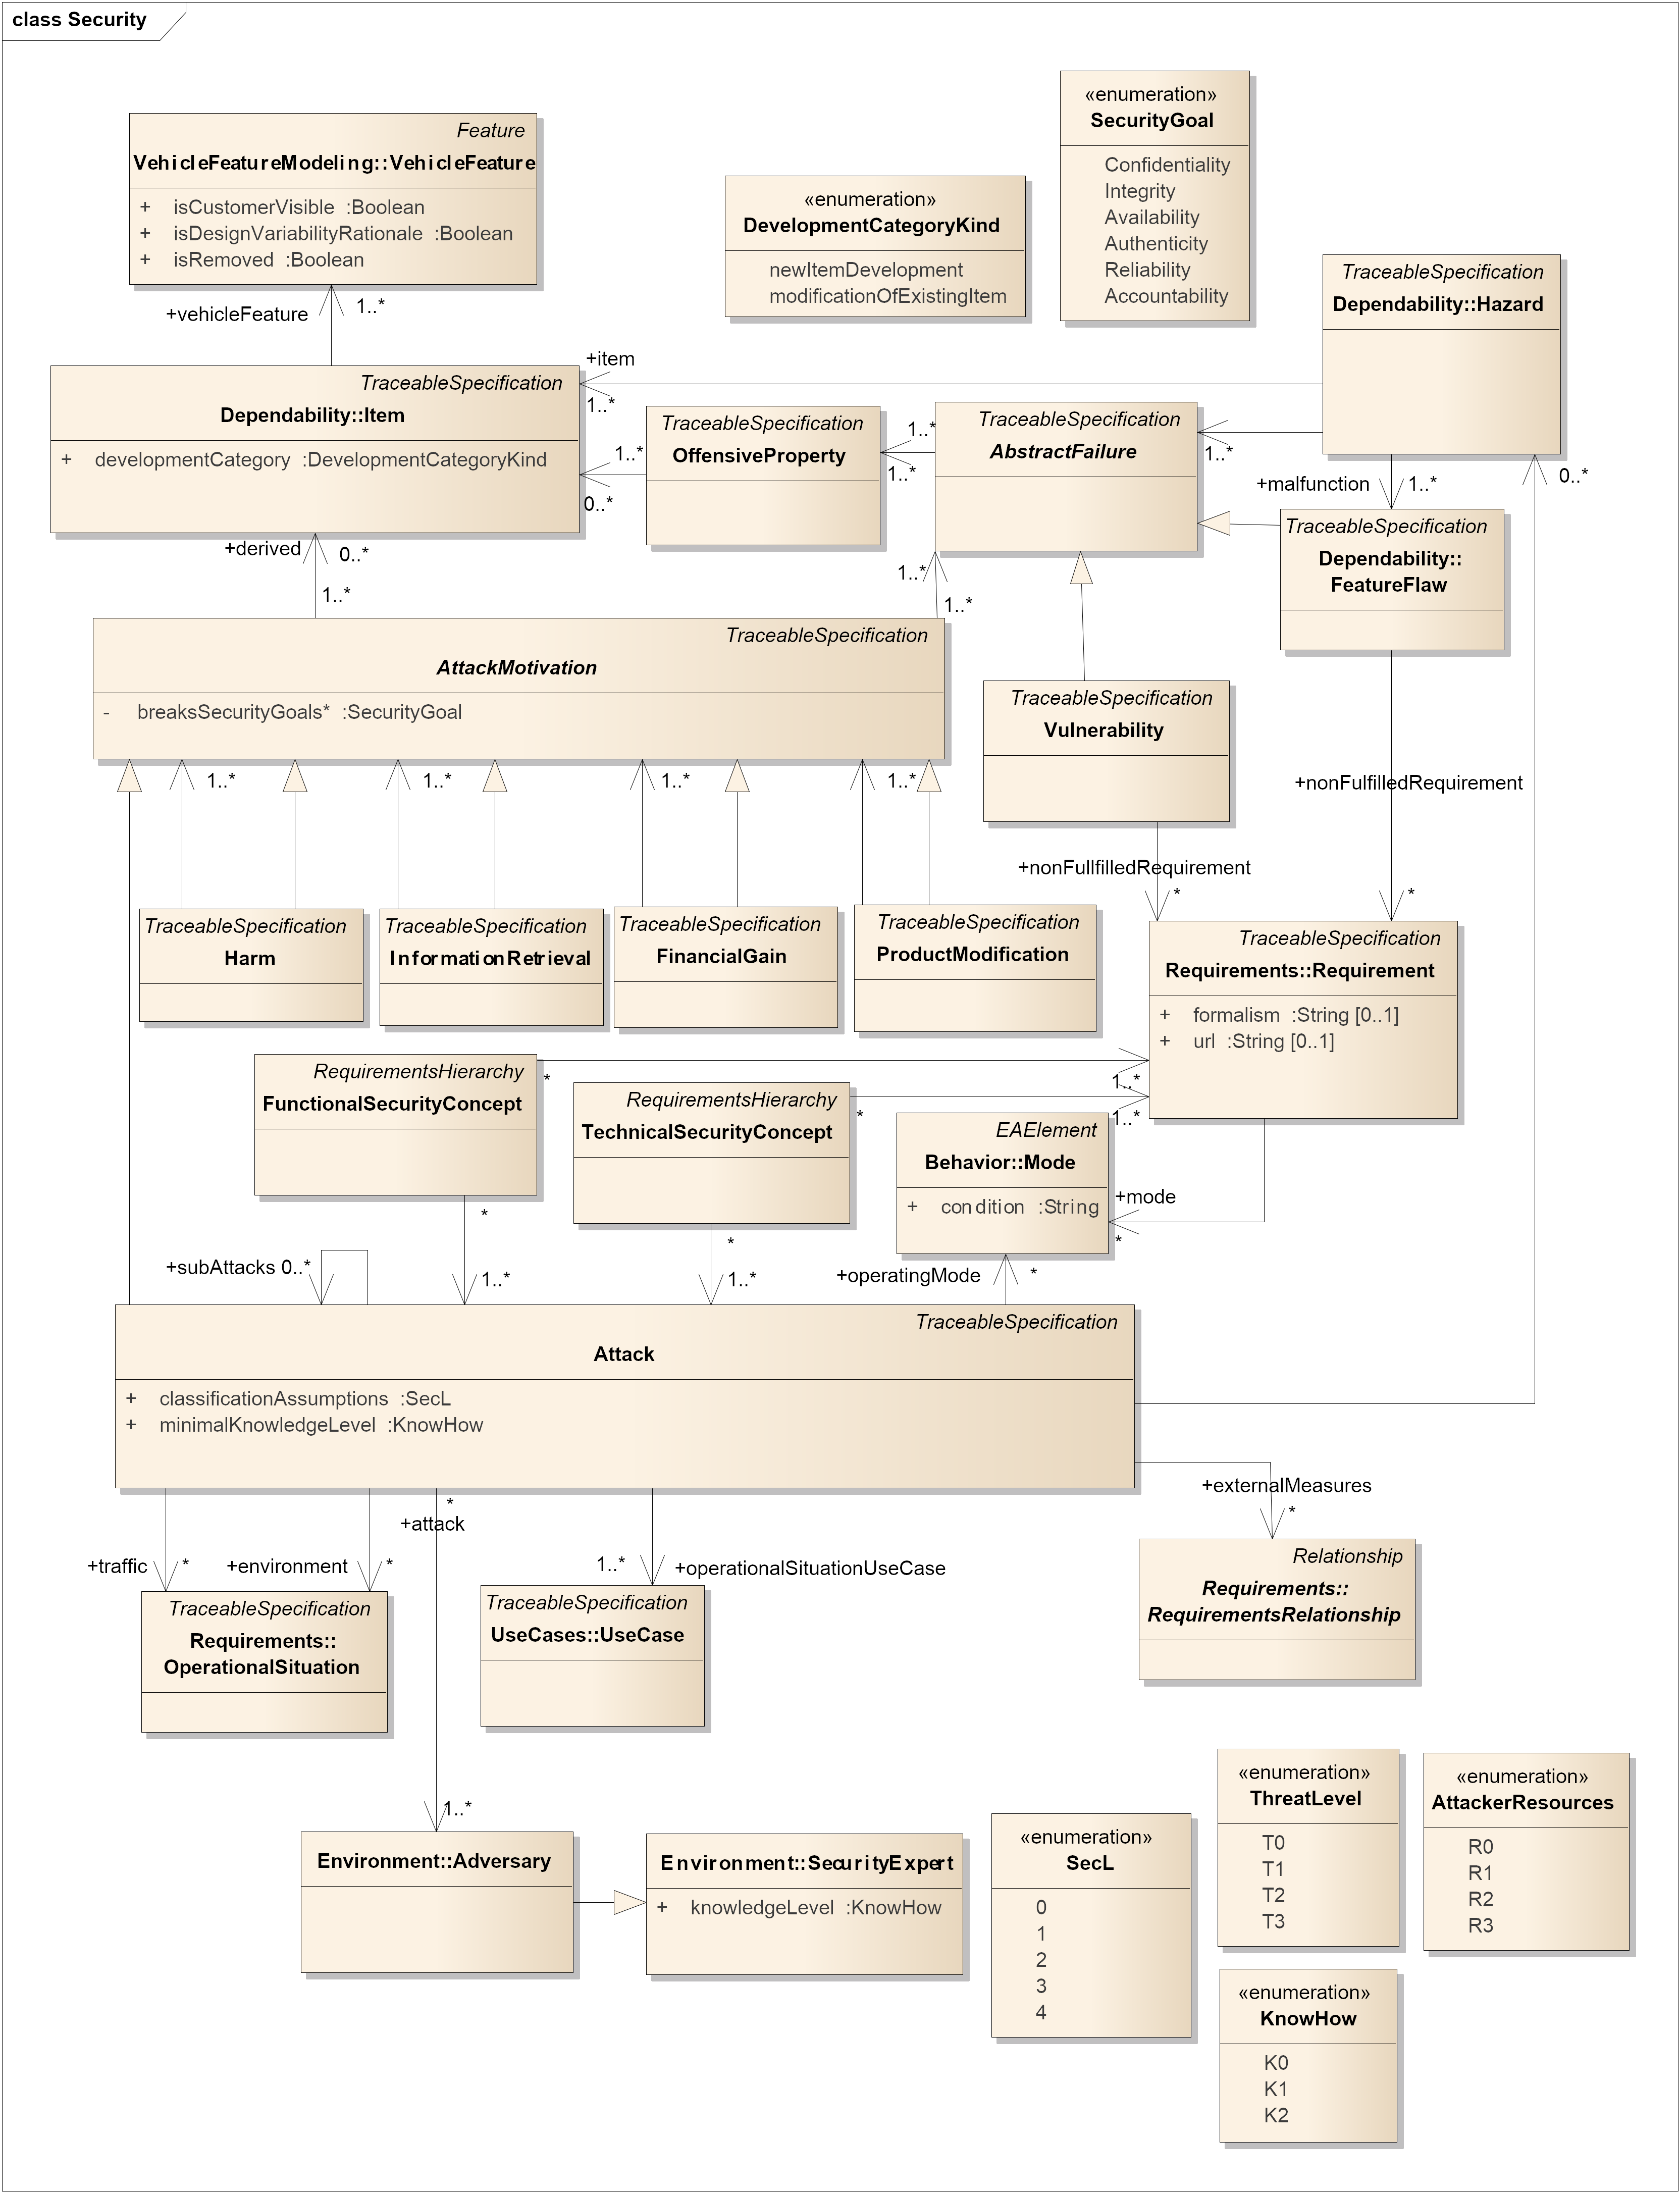 class Security
«enumeration»
SecurityGoal
Confidentiality
Integrity
Availability
Authenticity
Reliability
Accountability
Feature
VehicleFeatureModeling::VehicleFeature
+ isCustomerVisible :Boolean
+ isDesignVariabilityRationale :Boolean
+ isRemoved :Boolean
«enumeration»
DevelopmentCategoryKind
newItemDevelopment
modificationOfExistingItem
TraceableSpecification
Dependability::Hazard
+vehicleFeature
1..*
+item
1..*
TraceableSpecification
Dependability::Item
+ developmentCategory :DevelopmentCategoryKind
1..*
0..*
TraceableSpecification
OffensiveProperty
1..*
1..*
TraceableSpecification
AbstractFailure
1..*
+malfunction
1..*
0..*
TraceableSpecification
Dependability::
FeatureFlaw
+derived
0..*
1..*
1..*
1..*
TraceableSpecification
AttackMotivation
- breaksSecurityGoals* :SecurityGoal
TraceableSpecification
Vulnerability
1..*
1..*
1..*
1..*
+nonFulfilledRequirement
*
+nonFullfilledRequirement
*
TraceableSpecification
Harm
TraceableSpecification
InformationRetrieval
TraceableSpecification
FinancialGain
TraceableSpecification
ProductModification
TraceableSpecification
Requirements::Requirement
+ formalism :String [0..1]
+ url :String [0..1]
RequirementsHierarchy
FunctionalSecurityConcept
*
1..*
RequirementsHierarchy
TechnicalSecurityConcept
*
1..*
EAElement
Behavior::Mode
+ condition :String
+mode
*
*
1..*
*
1..*
+subAttacks 0..*
+operatingMode
*
TraceableSpecification
Attack
+ classificationAssumptions :SecL
+ minimalKnowledgeLevel :KnowHow
+externalMeasures
*
*
+attack
+traffic
*
+environment
*
1..*
+operationalSituationUseCase
TraceableSpecification
Requirements::
OperationalSituation
TraceableSpecification
UseCases::UseCase
Relationship
Requirements::
RequirementsRelationship
1..*
Environment::Adversary
Environment::SecurityExpert
+ knowledgeLevel :KnowHow
«enumeration»
SecL
0
1
2
3
4
«enumeration»
ThreatLevel
T0
T1
T2
T3
«enumeration»
AttackerResources
R0
R1
R2
R3
«enumeration»
KnowHow
K0
K1
K2